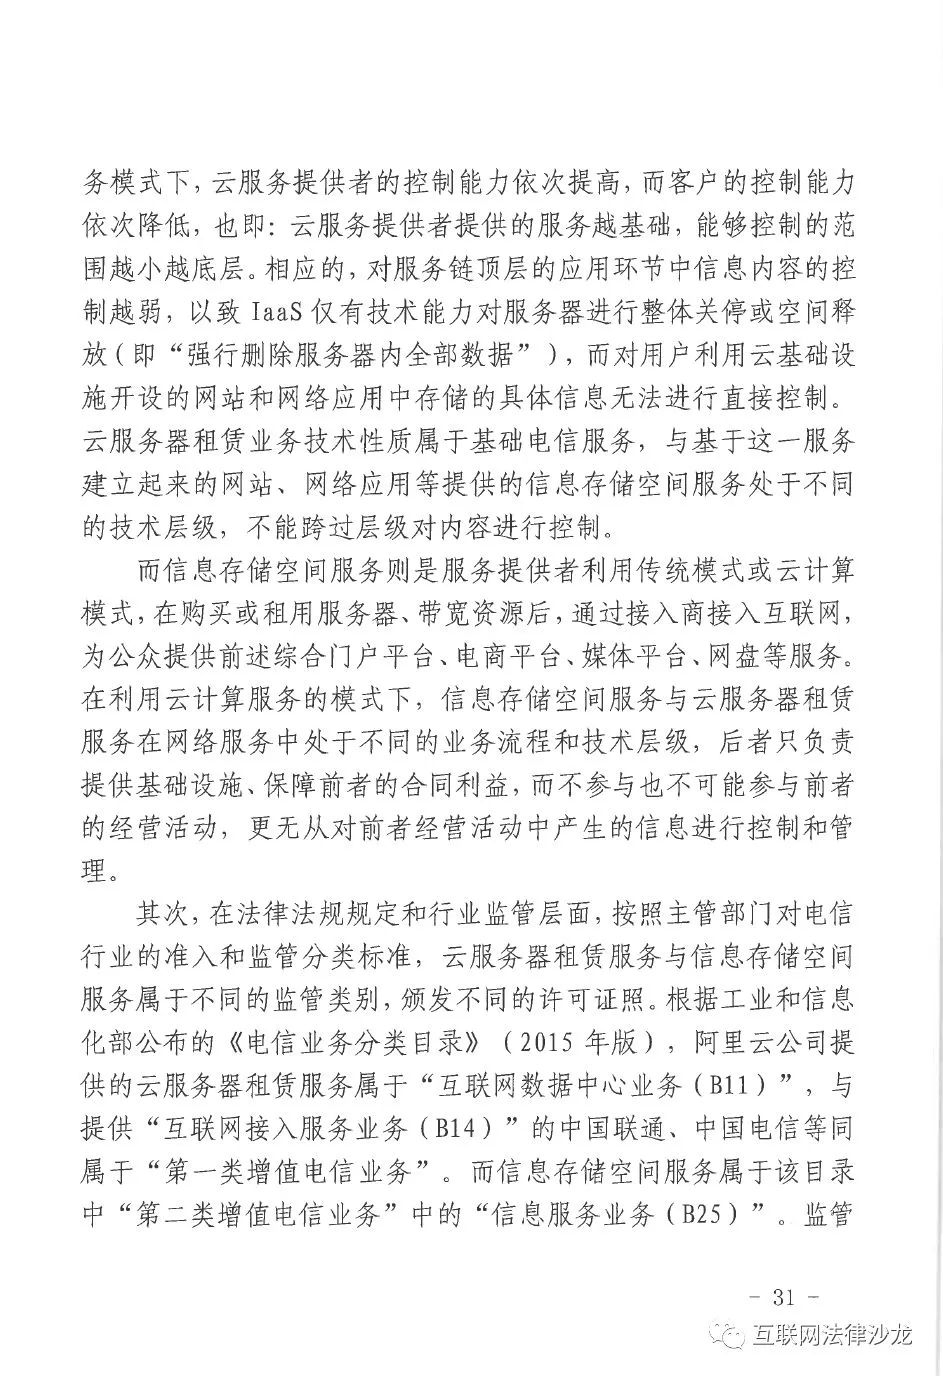 务模式下，云服务提供者的控制能力依次提高，而客户的控制能力
依次降低，也即：云服务提供者提供的服务越基础，能够控制的范
围越小越底层。相应的，对服务链顶层的应用环节中信息内容的控
制越弱，以致 IaaS 仅有技术能力对服务器进行整体关停或空间释
放（即“强行删除服务器内全部数据”），而对用户利用云基础设
施开设的网站和网络应用中存储的具体信息无法进行直接控制。
云服务器租赁业务技术性质属于基础电信服务，与基于这一服务
建立起来的网站、网络应用等提供的信息存储空间服务处于不同
的技术层级，不能跨过层级对内容进行控制。
而信息存储空间服务则是服务提供者利用传统模式或云计算
模式，在购买或租用服务器、带宽资源后，通过接入商接入互联网，
为公众提供前述综合门户平台、电商平台、媒体平台、网盘等服务。
在利用云计算服务的模式下，信息存储空间服务与云服务器租赁
服务在网络服务中处于不同的业务流程和技术层级，后者只负责
提供基础设施、保障前者的合同利益，而不参与也不可能参与前者
的经营活动，更无从对前者经营活动中产生的信息进行控制和管
理。
其次，在法律法规规定和行业监管层面，按照主管部门对电信
行业的准入和监管分类标准，云服务器租赁服务与信息存储空间
服务属于不同的监管类别，颁发不同的许可证照。根据工业和信息
化部公布的《电信业务分类目录》（2015 年版），阿里云公司提
供的云服务器租赁服务属于“互联网数据中心业务（B11）”，与
提供“互联网接入服务业务（B14）”的中国联通、中国电信等同
属于“第一类增值电信业务”。而信息存储空间服务属于该目录
中“第二类增值电信业务”中的“信息服务业务（B25）”。监管
- 31 -
互联网法律沙龙